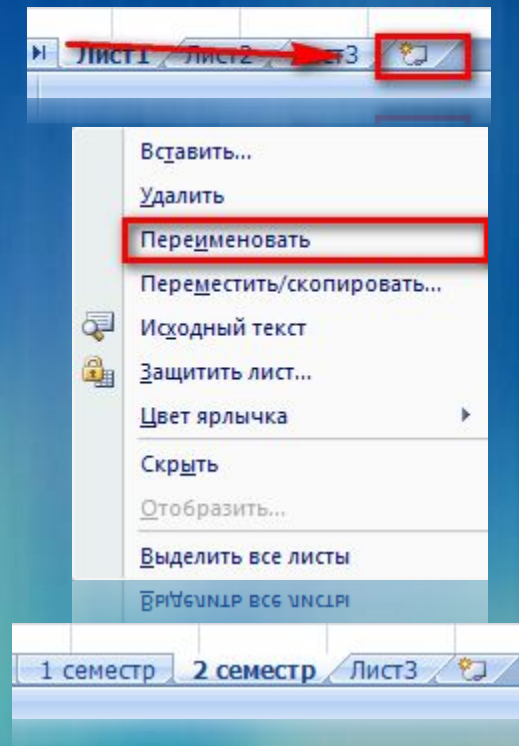 Лист1 Лист2 Лист3
Вставить...
Удалить
Переименовать
Переместить/скопировать...
Исходный текст
Защитить лист...
Цвет ярлычка
Скрыть
Отобразить...
Выделить все листы
1 семестр 2 семестр Лист3